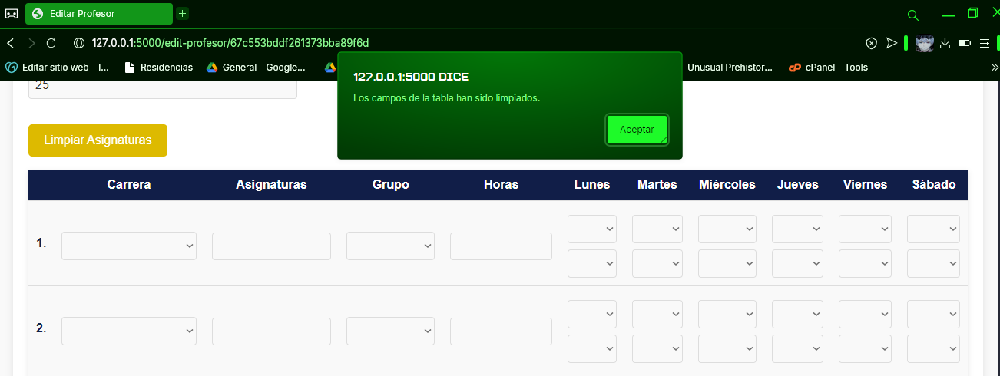 Editar Profesor
127.0.0.1:5000/edit-profesor/67c553bddf261373bba89f6d
Editar sitio web - I... Residencias General - Google... Unusual Prehistor... cPanel - Tools
127.0.0.1:5000 DICE
Los campos de la tabla han sido limpiados.
Aceptar
25
Limpiar Asignaturas
Carrera Asignaturas Grupo Horas Lunes Martes Miércoles Jueves Viernes Sábado
1.
2.